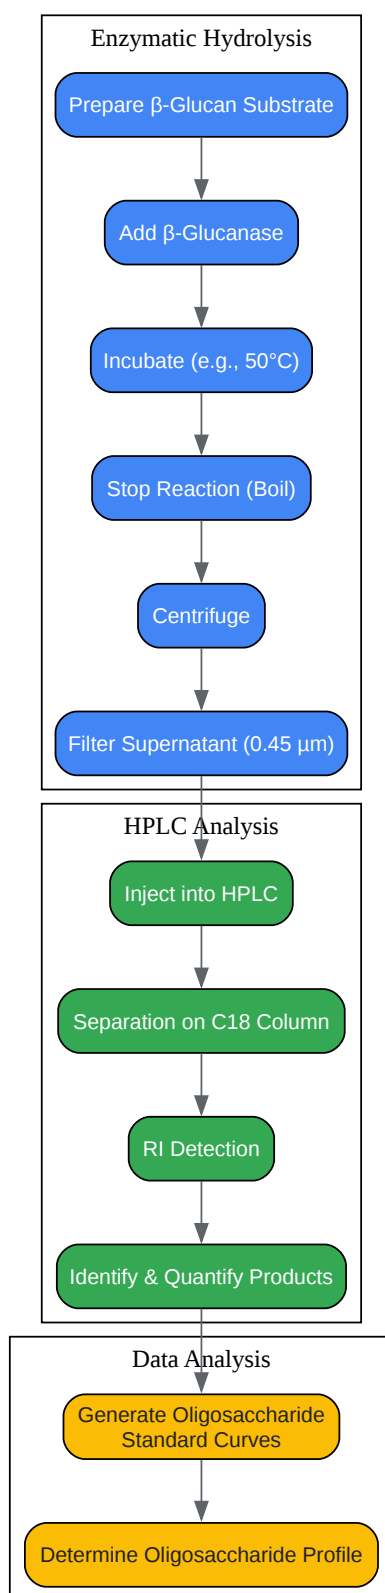 Enzymatic Hydrolysis
Prepare β-Glucan Substrate
Add β-Glucanase
Incubate (e.g., 50°C)
Stop Reaction (Boil)
Centrifuge
Filter Supernatant (0.45 µm)
HPLC Analysis
Inject into HPLC
Separation on C18 Column
RI Detection
Identify & Quantify Products
Data Analysis
Generate Oligosaccharide
Standard Curves
Determine Oligosaccharide Profile